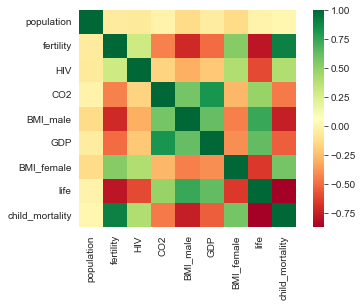 population
fertility
HIV
CO2
BMI_male
GDP
BMI_female
life
child_mortality
population
fertility
HIV
CO2
BMI_male
GDP
BMI_female
life
child_mortality
1.00
0.75
0.50
0.25
0.00
−0.25
−0.50
−0.75